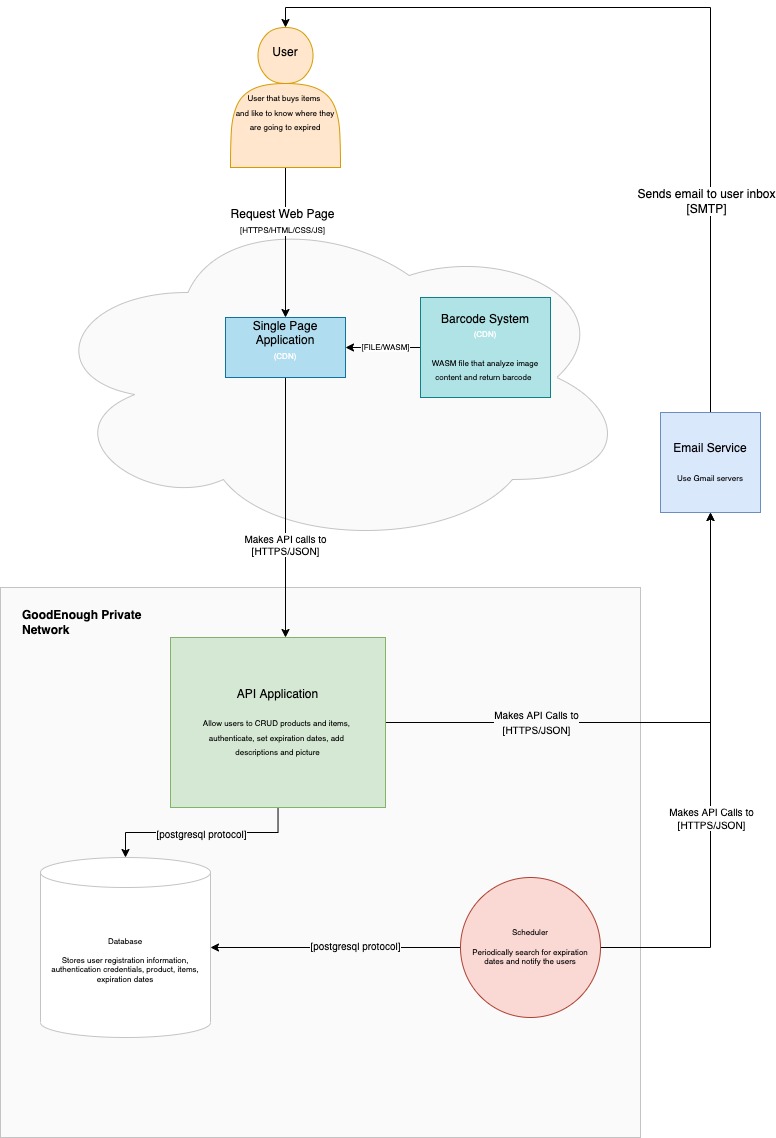 User
User that buys items
and like to know where they
are going to expired
Sends email to user inbox
[SMTP]
Request Web Page
[HTTPS/HTML/CSS/JS]
Single Page
Application
(CDN)
[FILE/WASM]
Barcode System
(CDN)
WASM file that analyze image
content and return barcode
Email Service
Use Gmail servers
Makes API calls to
[HTTPS/JSON]
GoodEnough Private
Network
API Application
Allow users to CRUD products and items,
authenticate, set expiration dates, add
descriptions and picture
Makes API Calls to
[HTTPS/JSON]
Makes API Calls to
[HTTPS/JSON]
[postgresql protocol]
Database
Stores user registration information,
authentication credentials, product, items,
expiration dates
[postgresql protocol]
Scheduler
Periodically search for expiration
dates and notify the users